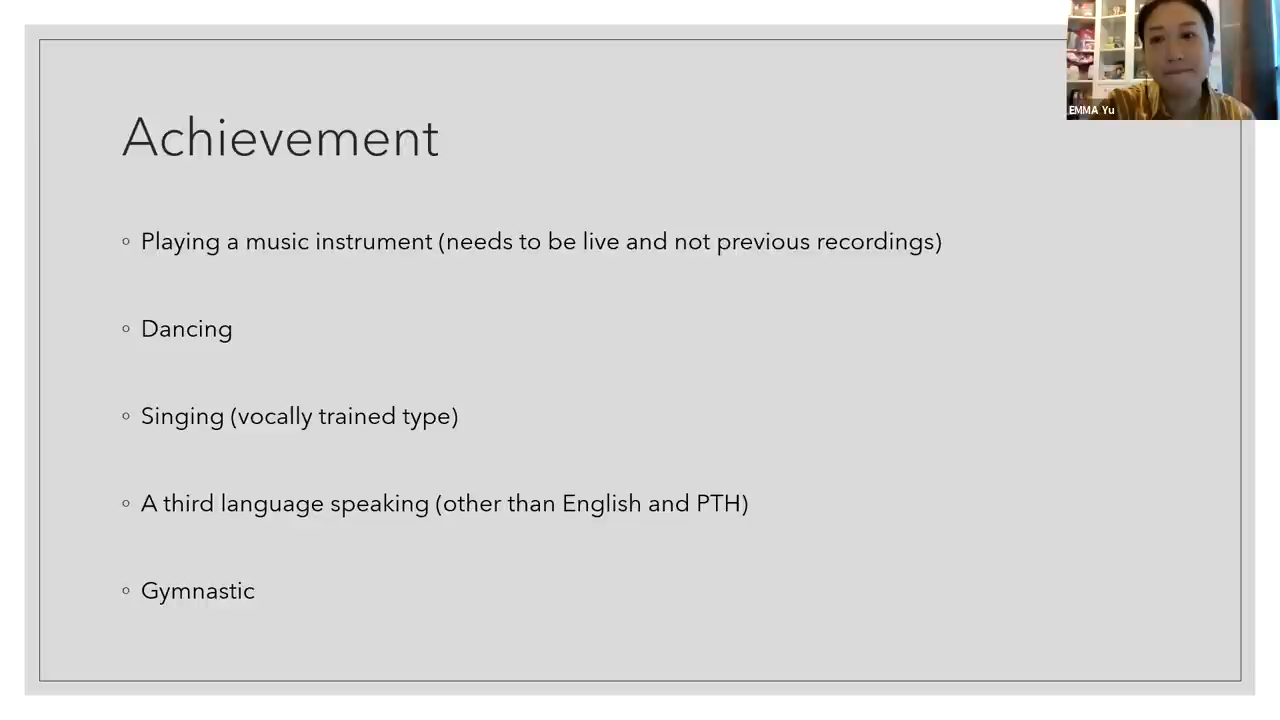 Achievement
Playing a music instrument (needs to be live and not previous recordings)
Dancing
Singing (vocally trained type)
A third language speaking (other than English and PTH)
Gymnastic
EMMA Yu